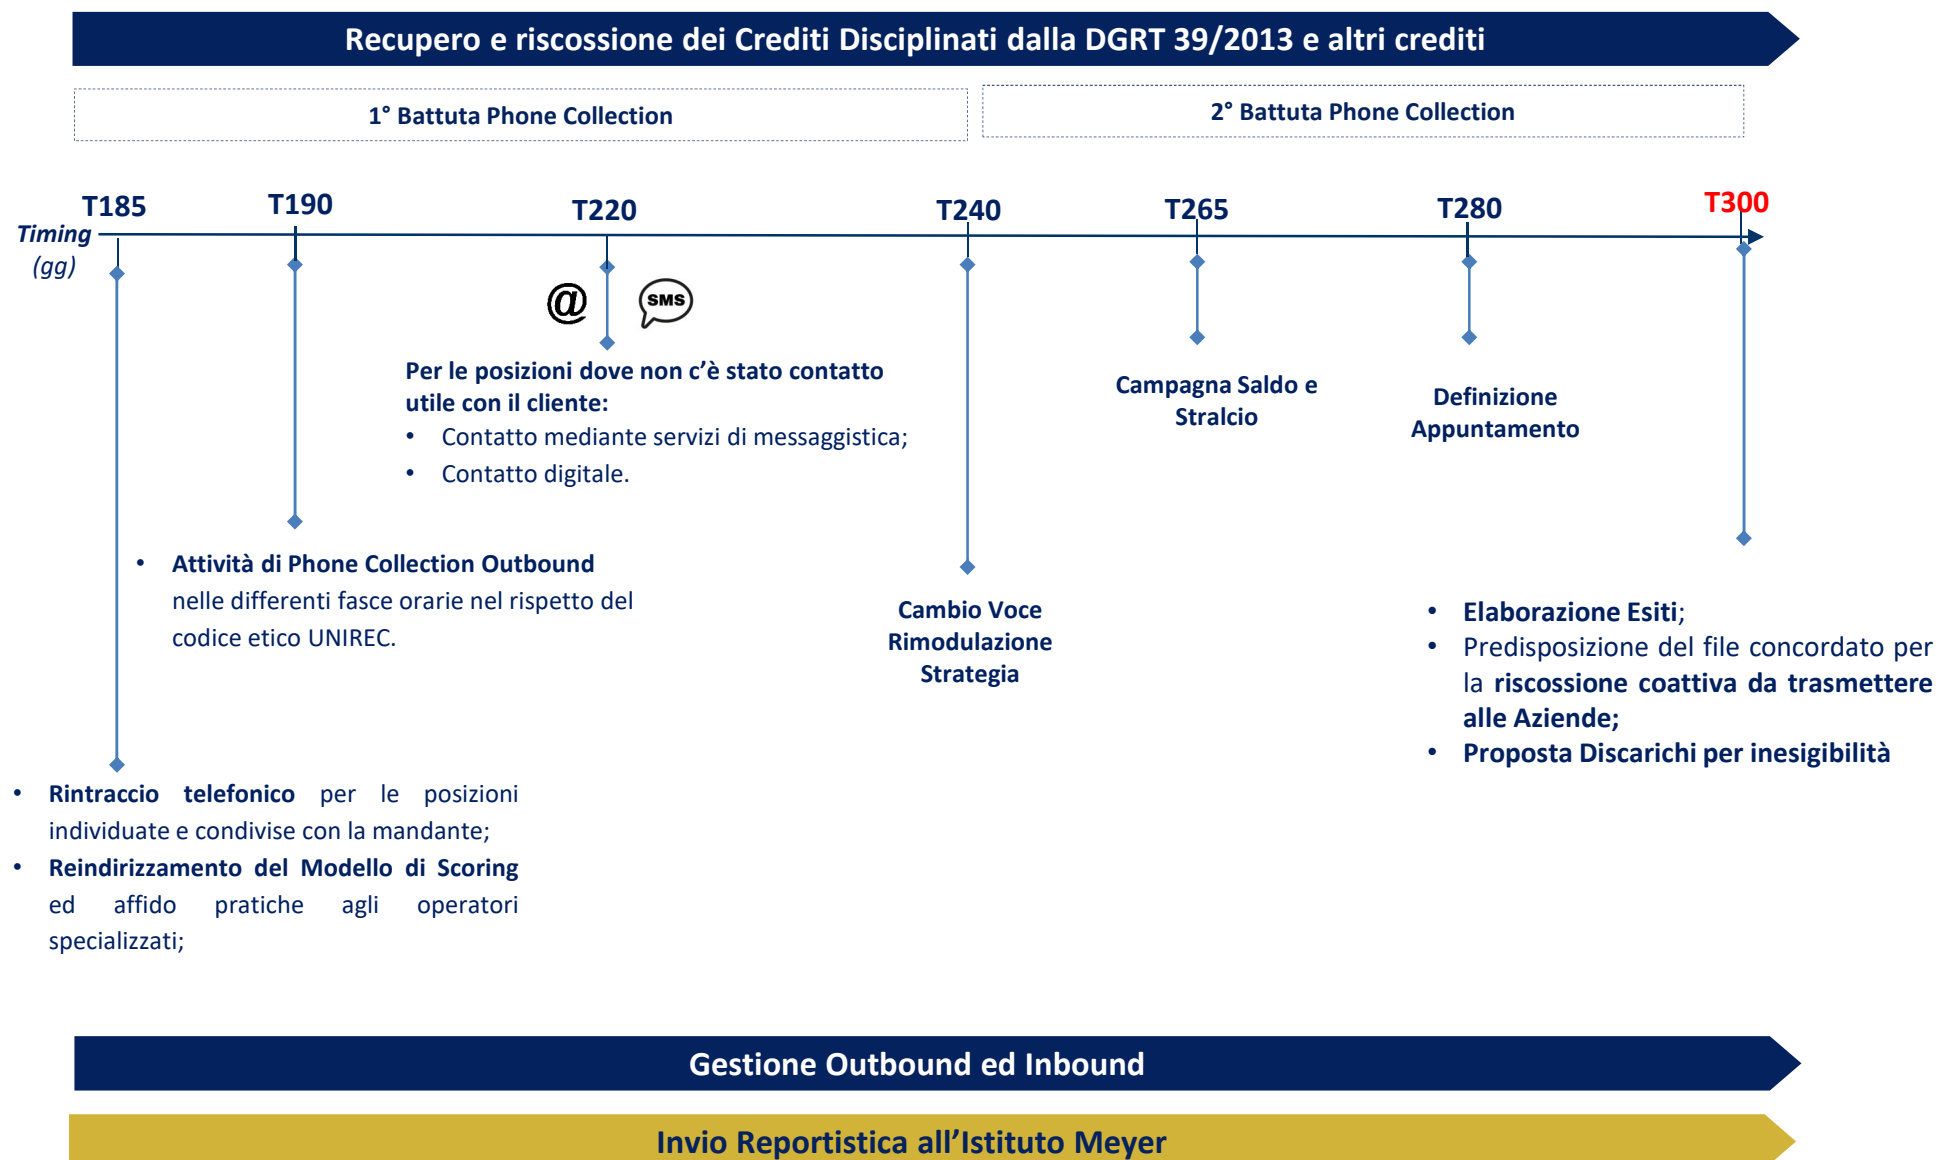 Recupero e riscossione dei Crediti Disciplinati dalla DGRT 39/2013 e altri crediti
1° Battuta Phone Collection
2° Battuta Phone Collection
T185
T190
T220
T240
T265
T280
T300
Timing
(gg)
@
SMS
Per le posizioni dove non c'è stato contatto
utile con il cliente:
• Contatto mediante servizi di messaggistica;
• Contatto digitale.
Campagna Saldo e
Stralcio
Definizione
Appuntamento
• Attività di Phone Collection Outbound
nelle differenti fasce orarie nel rispetto del
codice etico UNIREC.
Cambio Voce
Rimodulazione
Strategia
• Elaborazione Esiti;
• Predisposizione del file concordato per
la riscossione coattiva da trasmettere
alle Aziende;
• Proposta Discarichi per inesigibilità
• Rintraccio telefonico per le posizioni
individuate e condivise con la mandante;
• Reindirizzamento del Modello di Scoring
ed affido pratiche agli operatori
specializzati;
Gestione Outbound ed Inbound
Invio Reportistica all'Istituto Meyer